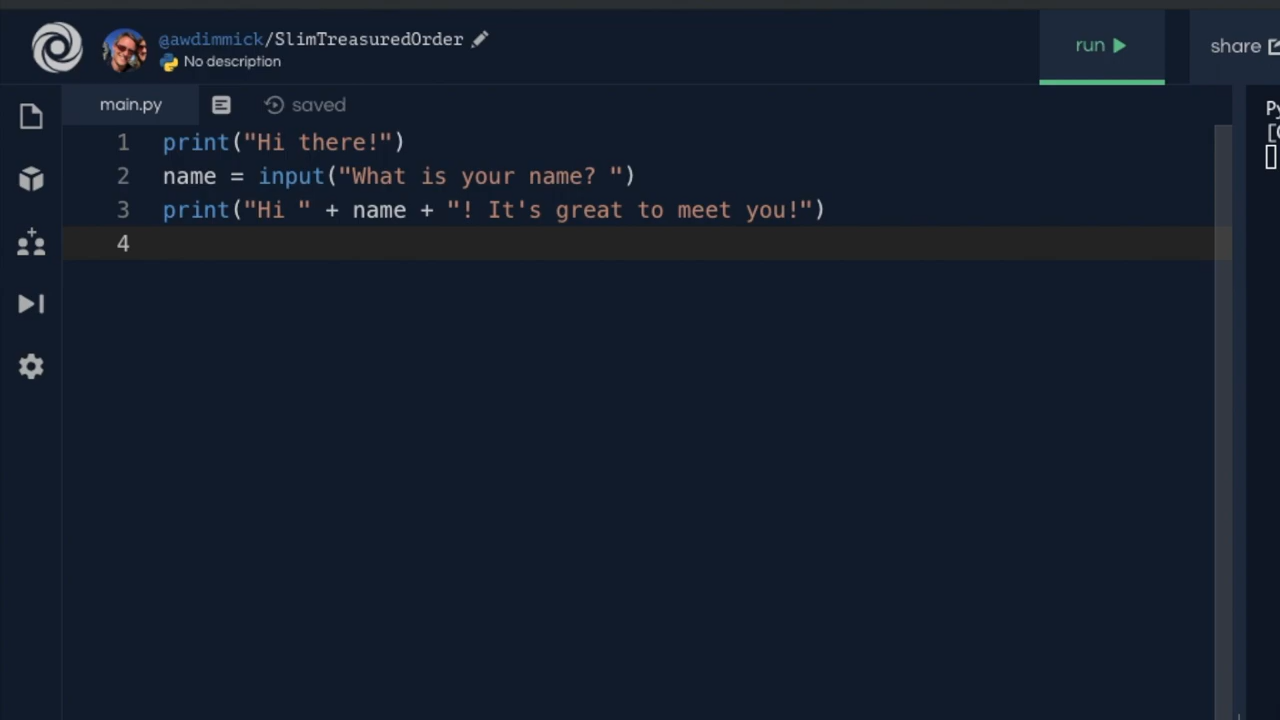 @awdimmick/SlimTreasuredOrder
No description
run
share
main.py
saved
1 print("Hi there!")
2 name = input("What is your name? ")
3 print("Hi " + name + "! It's great to meet you!")
4
Py